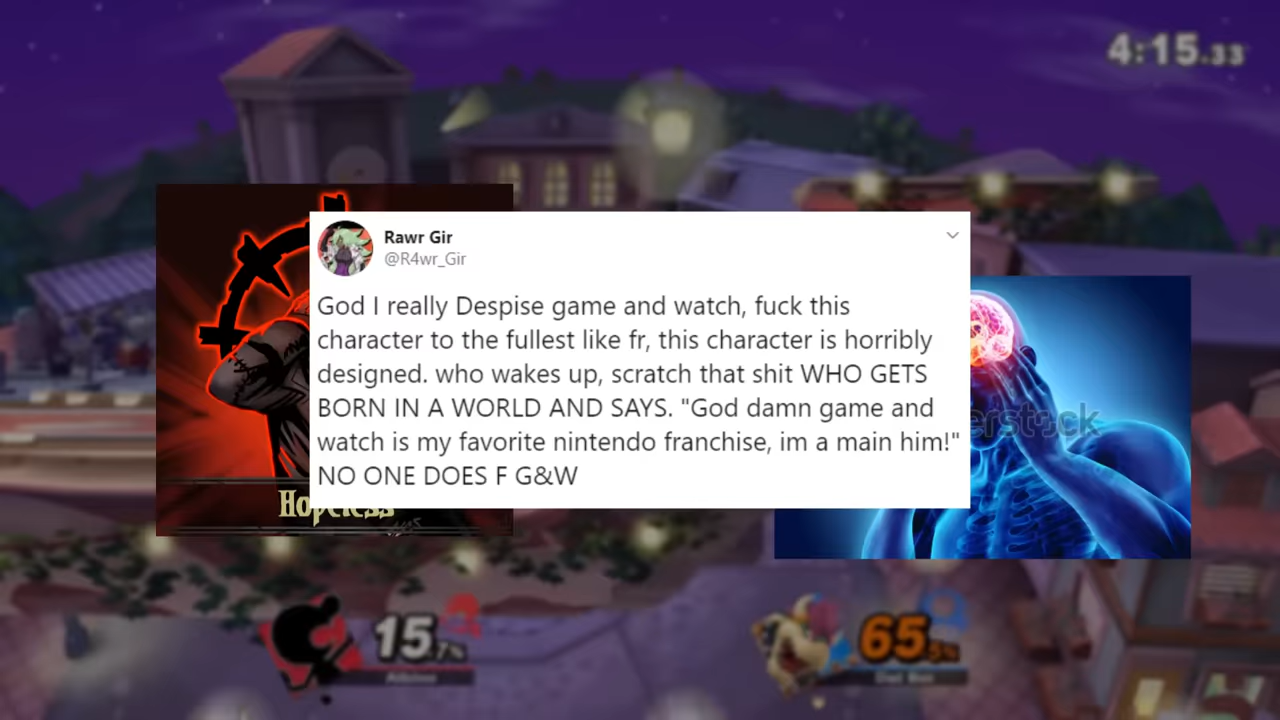 4:15.33
Rawr Gir
@R4wr_Gir
God I really Despise game and watch, fuck this
character to the fullest like fr, this character is horribly
designed. who wakes up, scratch that shit WHO GETS
BORN IN A WORLD AND SAYS. "God damn game and
watch is my favorite nintendo franchise, im a main him!"
NO ONE DOES F G&W
Hopeless
15.7%
65.5%